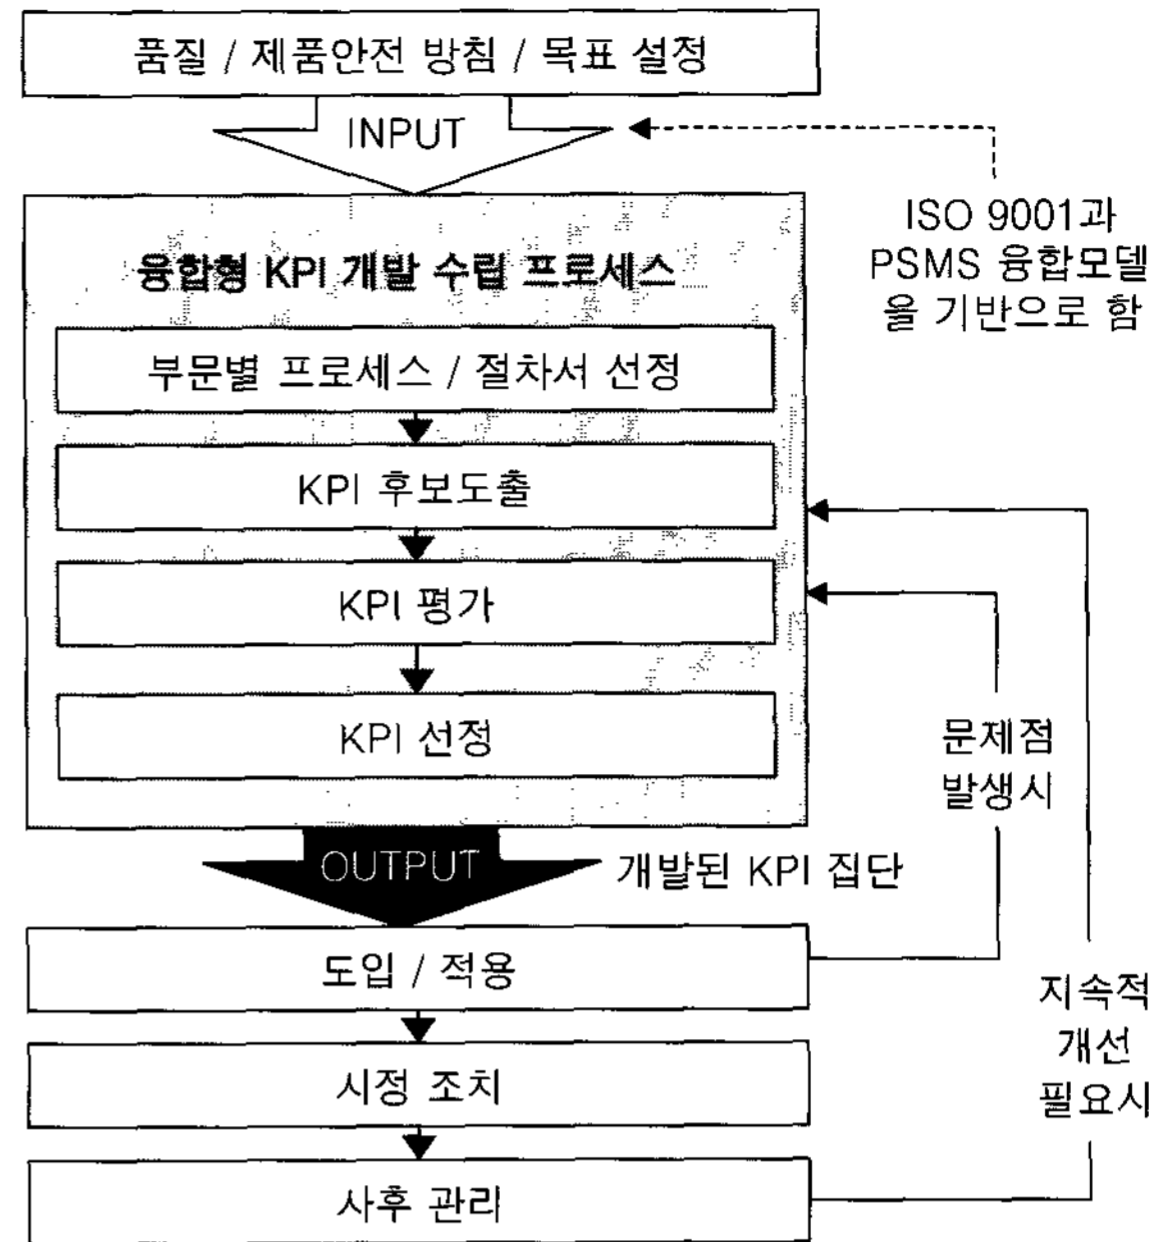 품질 / 제품안전 방침 / 목표 설정
INPUT
ISO 9001과
PSMS 융합모델
을 기반으로 함
융합형 KPI 개발 수립 프로세스
부문별 프로세스 / 절차서 선정
KPI 후보도출
KPI 평가
KPI 선정
문제점
발생시
OUTPUT
개발된 KPI 집단
도입 / 적용
지속적
개선
필요시
시정 조치
사후 관리